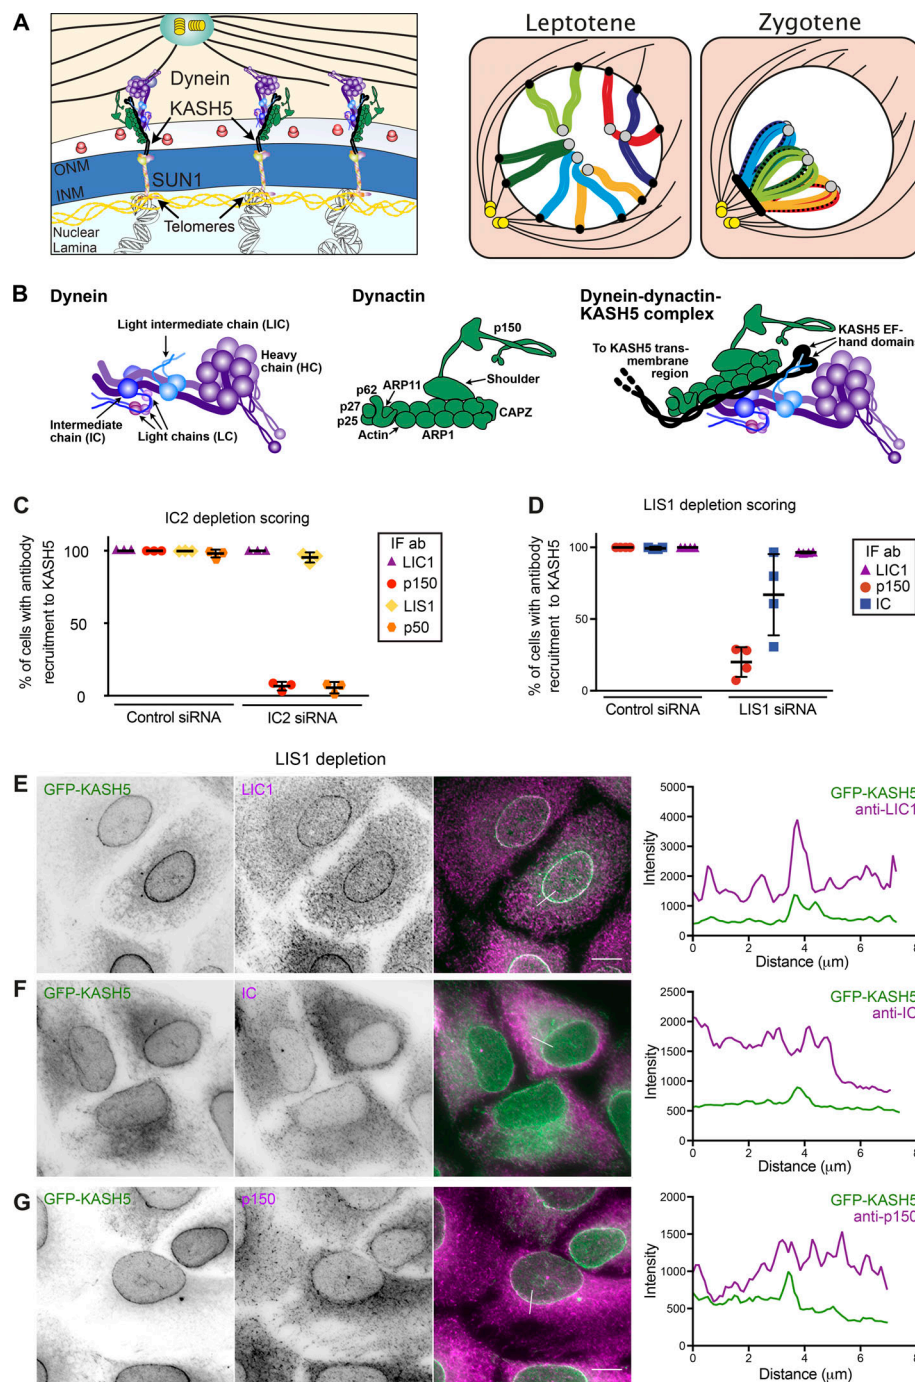 A
Dynein
KASH5
ONM
INM
SUN1
Telomeres
Nuclear
Lamina
Leptotene
Zygotene
B
Dynein
Light intermediate chain (LIC)
Heavy
chain (HC)
Intermediate
chain (IC)
Light chains (LC)
Dynactin
p150
Shoulder
ARP11
p62
p27
p25
Actin
ARP1
CAPZ
Dynein-dynactin-
KASH5 complex
KASH5 EF-
hand domain
To KASH5 trans-
membrane
region
C
IC2 depletion scoring
% of cells with antibody
recruitment to KASH5
100
50
0
Control siRNA
IC2 siRNA
IF ab
LIC1
p150
LIS1
p50
D
LIS1 depletion scoring
% of cells with antibody
recruitment to KASH5
100
50
0
Control siRNA
LIS1 siRNA
IF ab
LIC1
p150
IC
LIS1 depletion
E
GFP-KASH5
LIC1
GFP-KASH5
anti-LIC1
Intensity
5000
4000
3000
2000
1000
0
0 2 4 6 8
Distance (μm)
F
GFP-KASH5
IC
GFP-KASH5
anti-IC
Intensity
2500
2000
1500
1000
500
0
0 2 4 6 8
Distance (μm)
G
GFP-KASH5
p150
GFP-KASH5
anti-p150
Intensity
2000
1500
1000
500
0
0 2 4 6 8
Distance (μm)